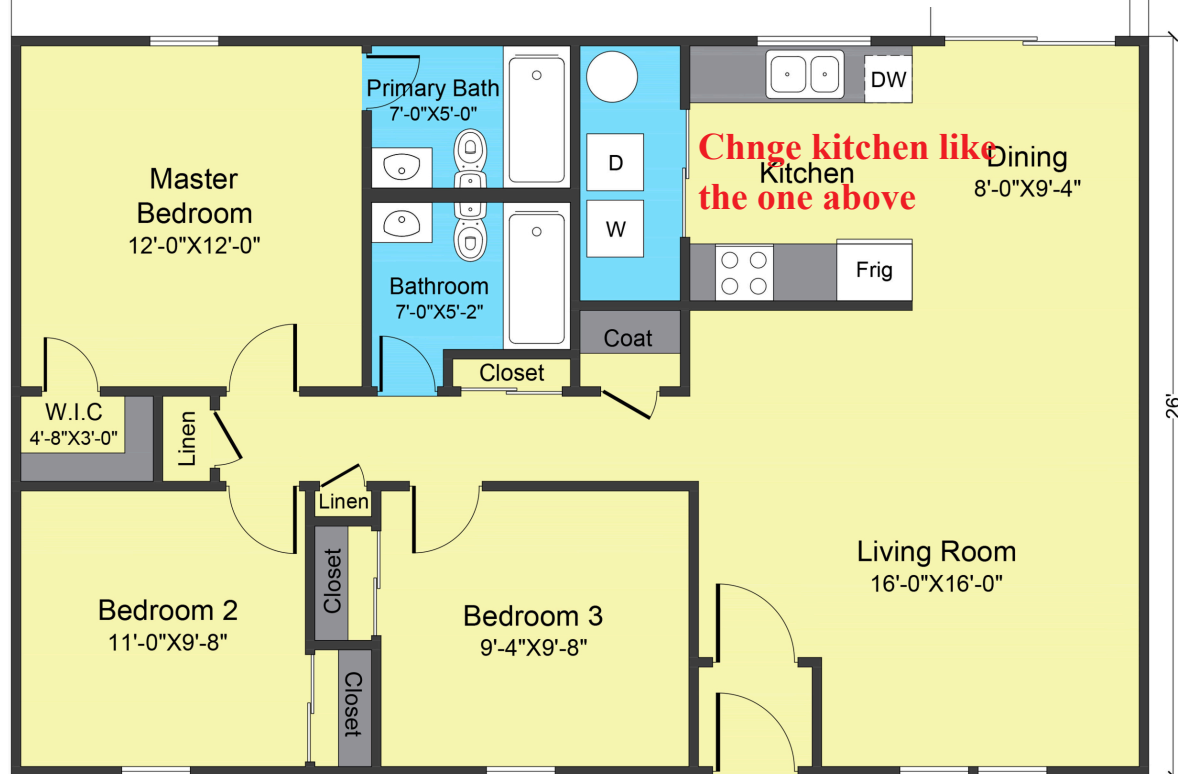 Primary Bath
7'-0"X5'-0"
DW
D
Chnge kitchen like
the one above
Kitchen
Dining
8'-0"X9'-4"
Master
Bedroom
12'-0"X12'-0"
W
Bathroom
7'-0"X5'-2"
Frig
Coat
Closet
W.I.C
4'-8"X3'-0"
Linen
26'-
Linen
Closet
Living Room
16'-0"X16'-0"
Bedroom 2
11'-0"X9'-8"
Bedroom 3
9'-4"X9'-8"
Closet